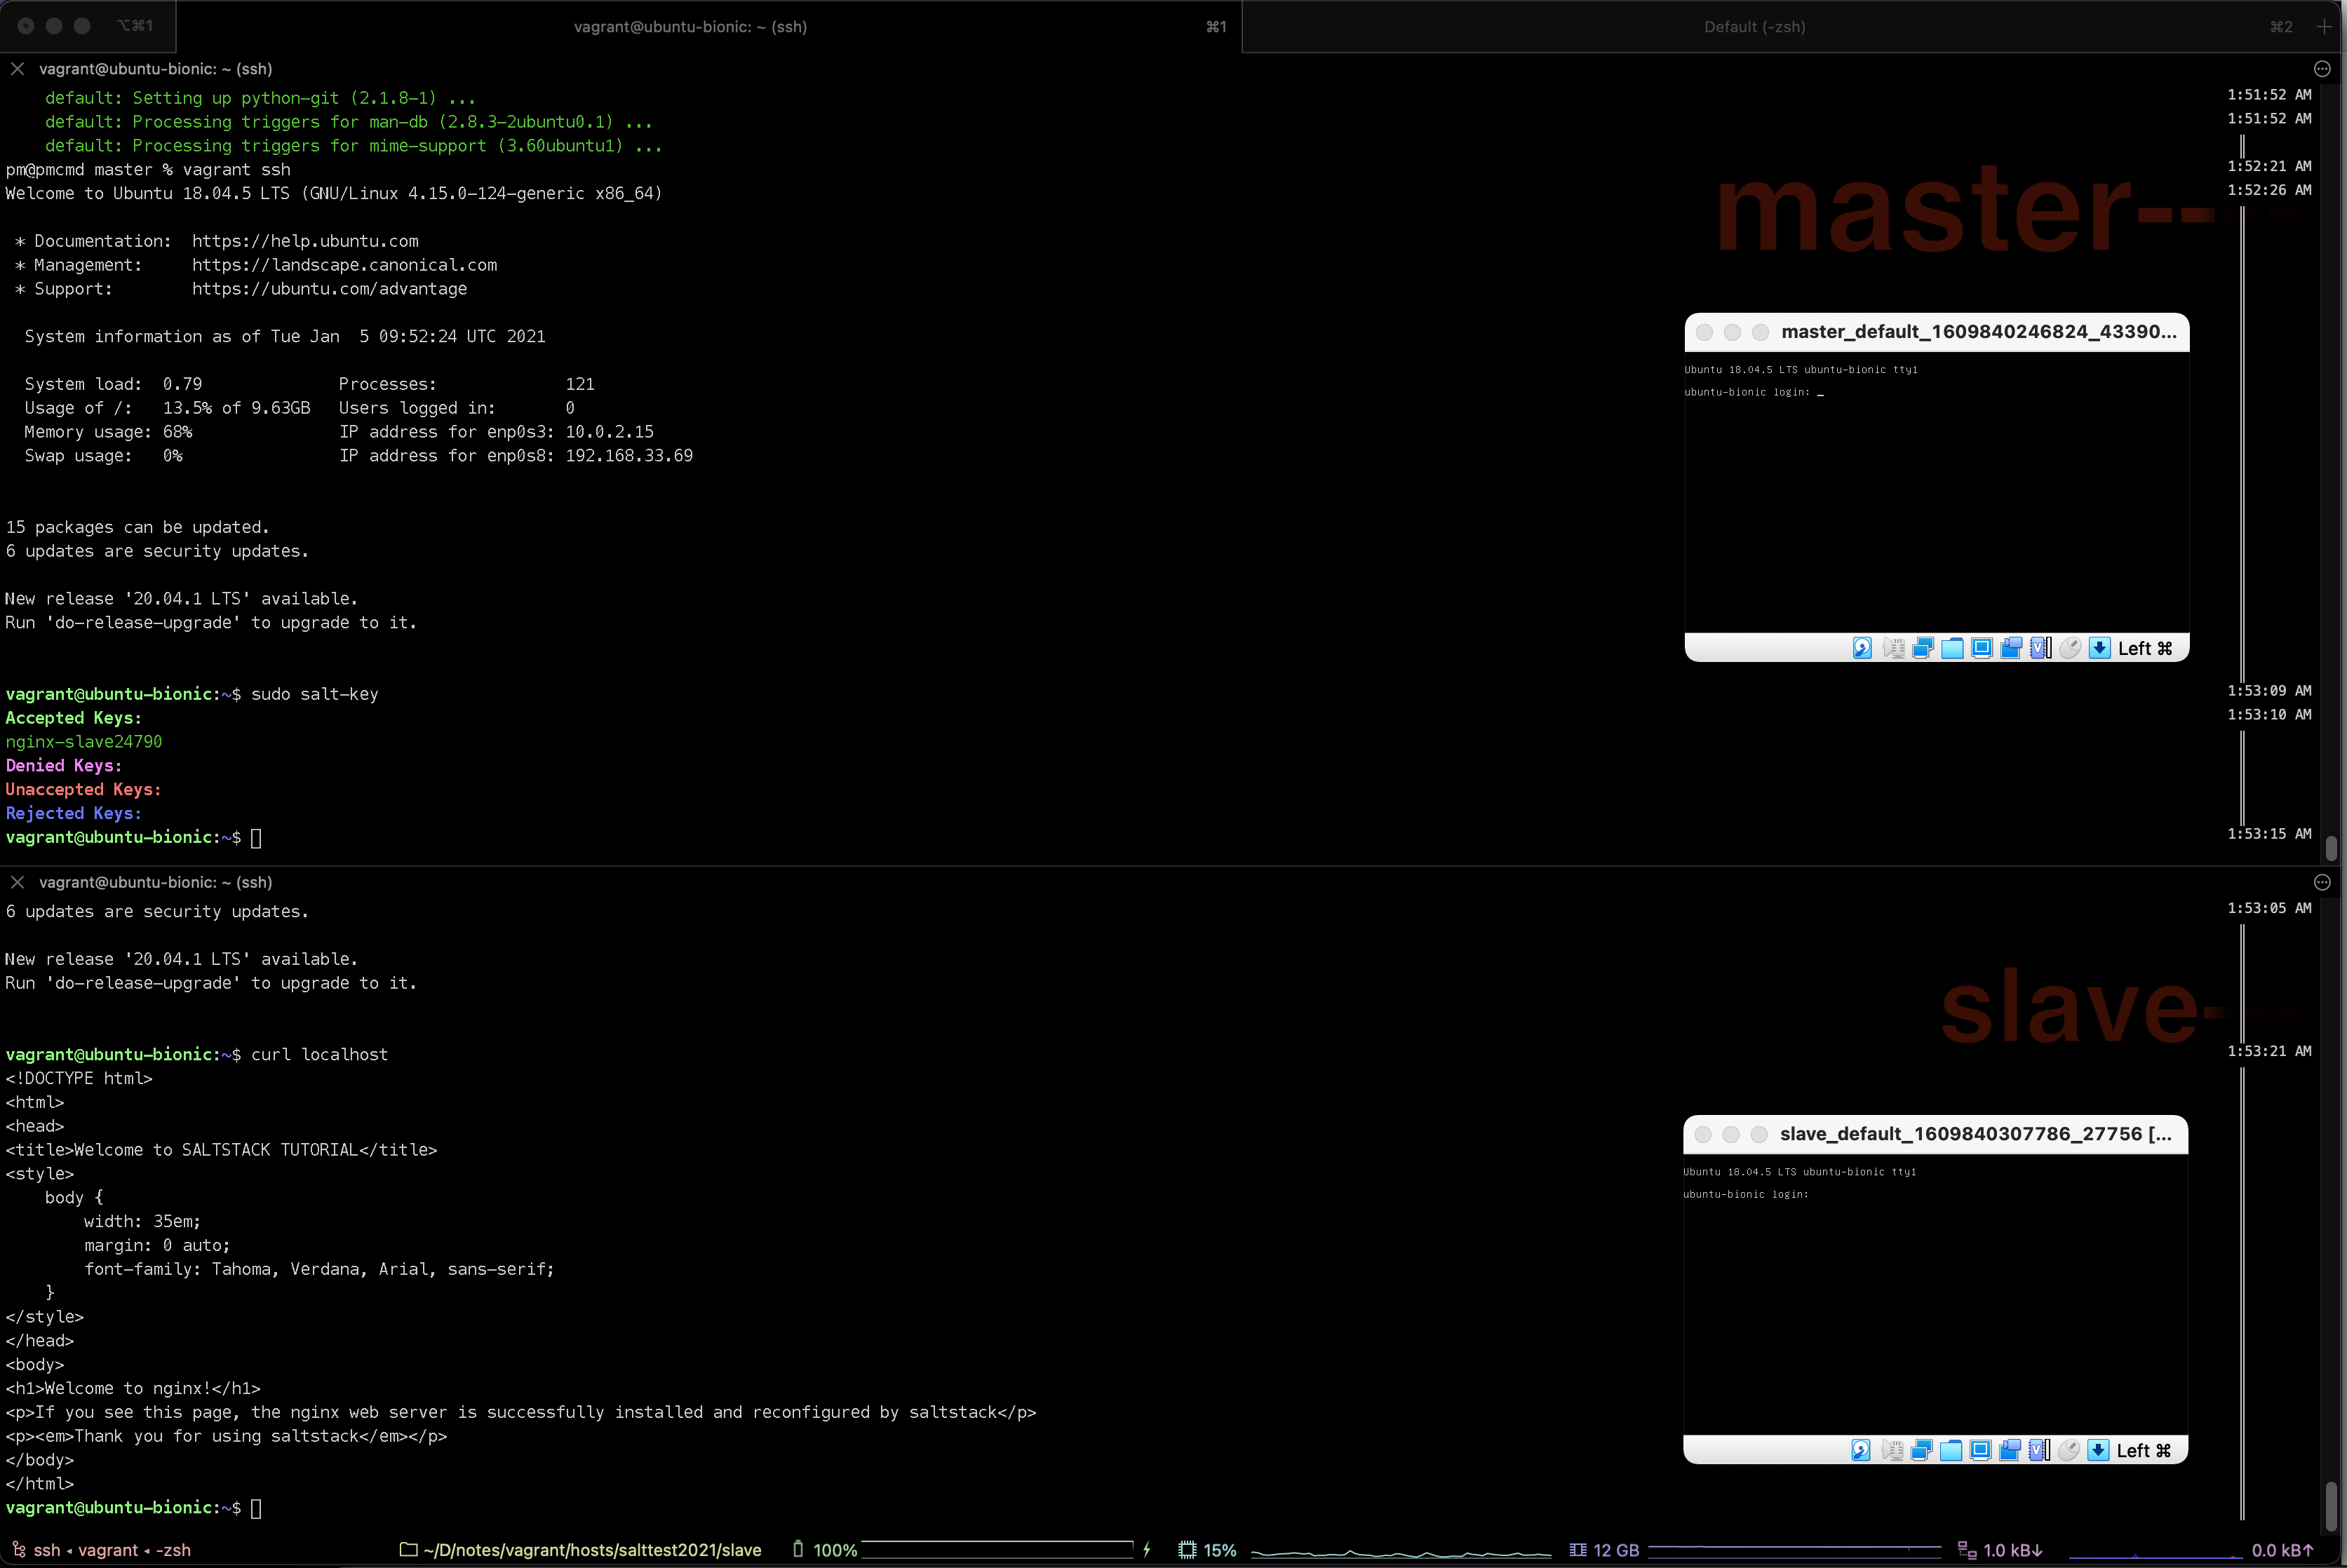 ⌥⌘1
vagrant@ubuntu-bionic: ~ (ssh)
⌘1
Default (-zsh)
⌘2
vagrant@ubuntu-bionic: ~ (ssh)
default: Setting up python-git (2.1.8-1) ...
1:51:52 AM
default: Processing triggers for man-db (2.8.3-2ubuntu0.1) ...
1:51:52 AM
default: Processing triggers for mime-support (3.60ubuntu1) ...
pm@pmcmd master % vagrant ssh
1:52:21 AM
Welcome to Ubuntu 18.04.5 LTS (GNU/Linux 4.15.0-124-generic x86_64)
1:52:26 AM
master--
* Documentation:  https://help.ubuntu.com
* Management:     https://landscape.canonical.com
* Support:        https://ubuntu.com/advantage
System information as of Tue Jan  5 09:52:24 UTC 2021
System load:  0.79              Processes:             121
Usage of /:   13.5% of 9.63GB   Users logged in:       0
Memory usage: 68%               IP address for enp0s3: 10.0.2.15
Swap usage:   0%                IP address for enp0s8: 192.168.33.69
15 packages can be updated.
6 updates are security updates.
New release '20.04.1 LTS' available.
Run 'do-release-upgrade' to upgrade to it.
master_default_1609840246824_43390...
Ubuntu 18.04.5 LTS ubuntu-bionic tty1
ubuntu-bionic login: _
Left ⌘
vagrant@ubuntu-bionic:~$ sudo salt-key
1:53:09 AM
Accepted Keys:
1:53:10 AM
nginx-slave24790
Denied Keys:
Unaccepted Keys:
Rejected Keys:
vagrant@ubuntu-bionic:~$
1:53:15 AM
vagrant@ubuntu-bionic: ~ (ssh)
6 updates are security updates.
1:53:05 AM
New release '20.04.1 LTS' available.
Run 'do-release-upgrade' to upgrade to it.
slave-
vagrant@ubuntu-bionic:~$ curl localhost
1:53:21 AM
<!DOCTYPE html>
<html>
<head>
<title>Welcome to SALTSTACK TUTORIAL</title>
<style>
    body {
        width: 35em;
        margin: 0 auto;
        font-family: Tahoma, Verdana, Arial, sans-serif;
    }
</style>
</head>
<body>
<h1>Welcome to nginx!</h1>
<p>If you see this page, the nginx web server is successfully installed and reconfigured by saltstack</p>
<p><em>Thank you for using saltstack</em></p>
</body>
</html>
vagrant@ubuntu-bionic:~$
slave_default_1609840307786_27756 [...
Ubuntu 18.04.5 LTS ubuntu-bionic tty1
ubuntu-bionic login:
Left ⌘
ssh ◂ vagrant ◂ -zsh
~/D/notes/vagrant/hosts/salttest2021/slave
100%
15%
12 GB
1.0 kB↓
0.0 kB↑